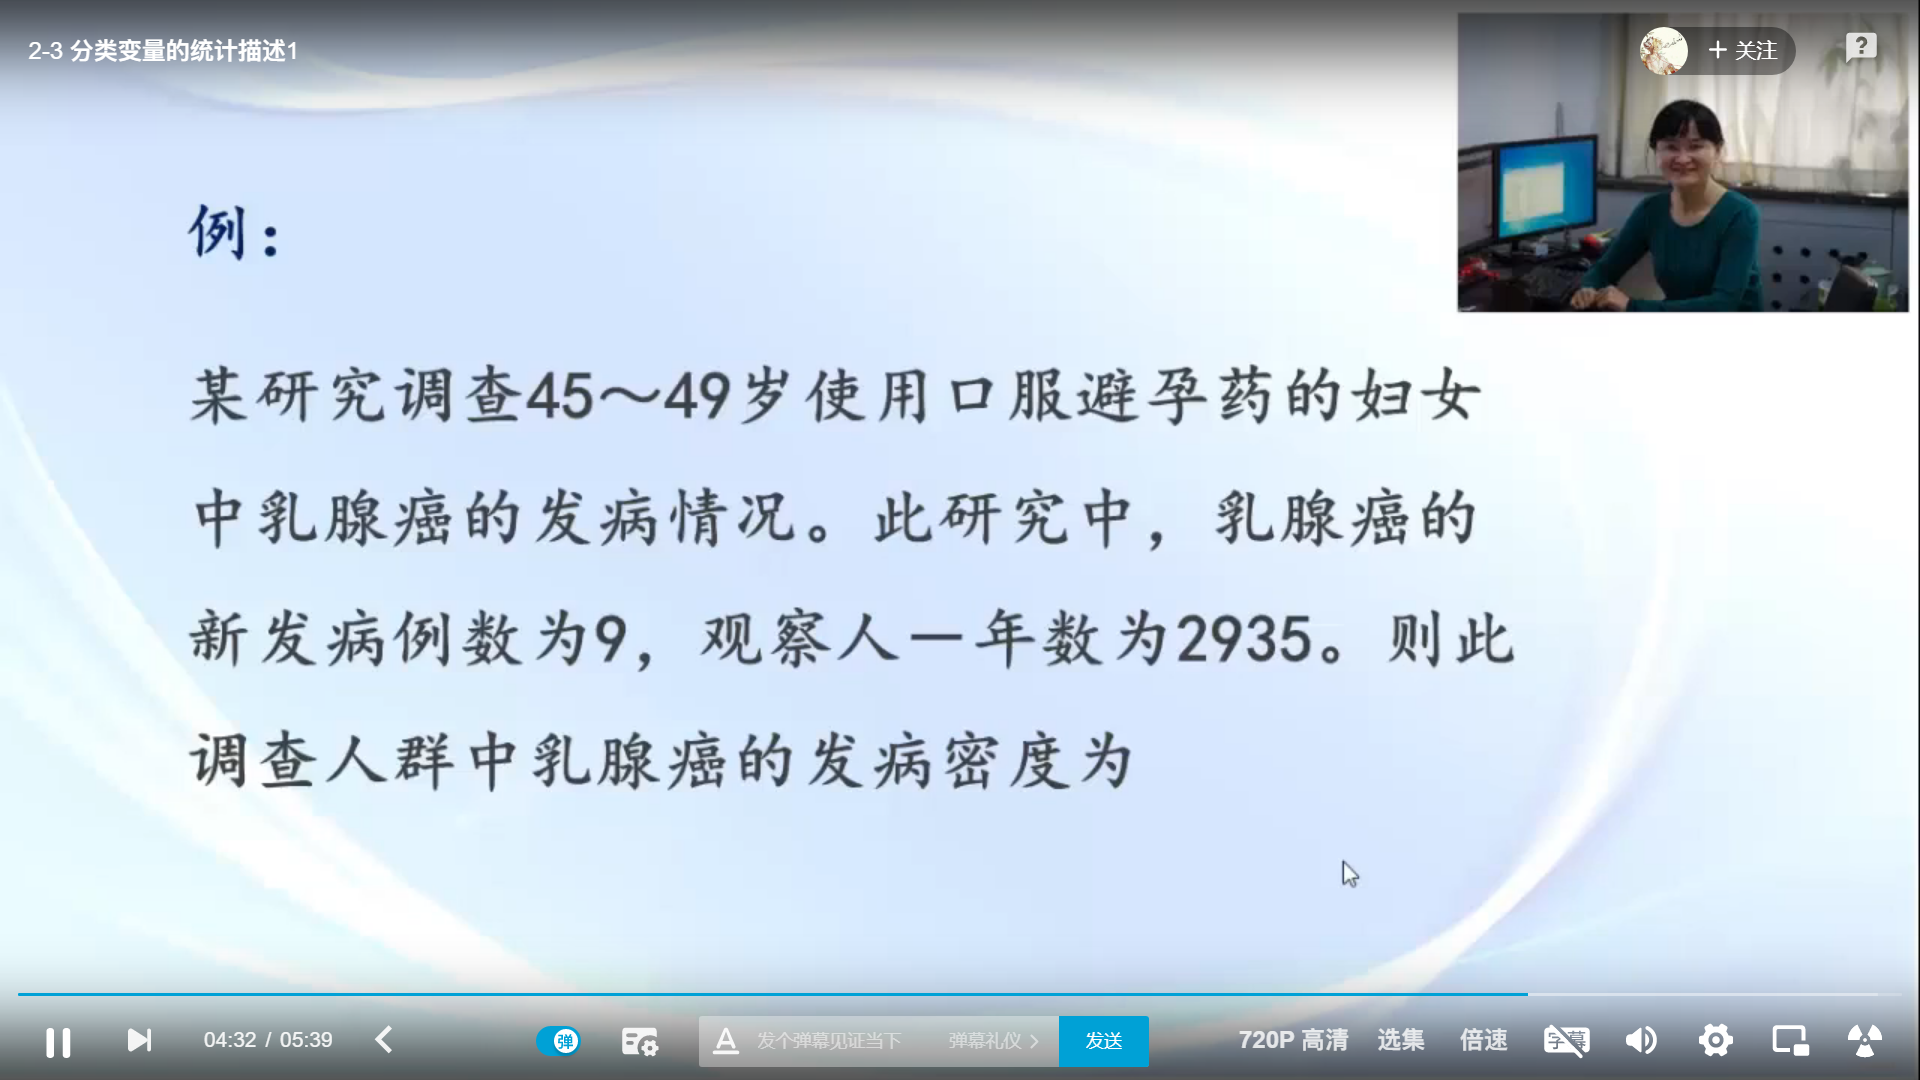 2-3 分类变量的统计描述1
+ 关注
例：
某研究调查45～49岁使用口服避孕药的妇女
中乳腺癌的发病情况。此研究中，乳腺癌的
新发病例数为9，观察人—年数为2935。则此
调查人群中乳腺癌的发病密度为
04:32 / 05:39
弹
发个弹幕见证当下
弹幕礼仪 >
发送
720P 高清
选集
倍速
字幕